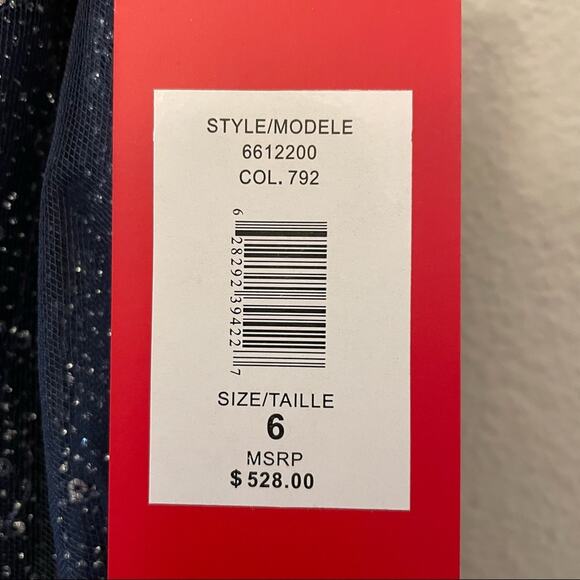 STYLE/MODELE
6612200
COL. 792
6 28292 39422 7
SIZE/TAILLE
6
MSRP
$528.00